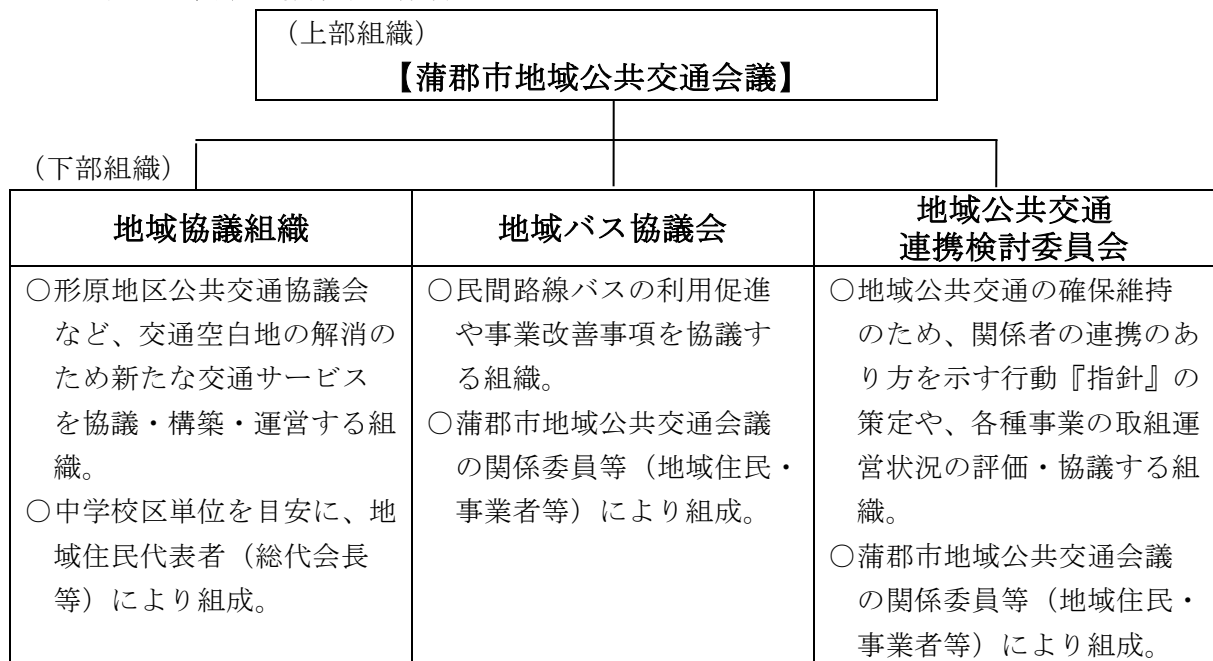 （上部組織）
【蒲郡市地域公共交通会議】
（下部組織）
地域協議組織
○形原地区公共交通協議会
など、交通空白地の解消の
ため新たな交通サービス
を協議・構築・運営する組
織。
○中学校区単位を目安に、地
域住民代表者（総代会長
等）により組成。
地域バス協議会
○民間路線バスの利用促進
や事業改善事項を協議す
る組織。
○蒲郡市地域公共交通会議
の関係委員等（地域住民・
事業者等）により組成。
地域公共交通
連携検討委員会
○地域公共交通の確保維持
のため、関係者の連携のあ
り方を示す行動『指針』の
策定や、各種事業の取組運
営状況の評価・協議する組
織。
○蒲郡市地域公共交通会議
の関係委員等（地域住民・
事業者等）により組成。